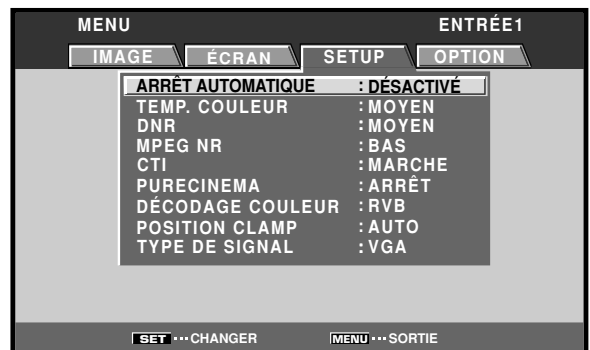 MENU ENTRÉE1
IMAGE ÉCRAN SETUP OPTION
ARRÊT AUTOMATIQUE : DÉSACTIVÉ
TEMP. COULEUR : MOYEN
DNR : MOYEN
MPEG NR : BAS
CTI : MARCHE
PURECINEMA : ARRÊT
DÉCODAGE COULEUR : RVB
POSITION CLAMP : AUTO
TYPE DE SIGNAL : VGA
SET ··· CHANGER MENU ··· SORTIE